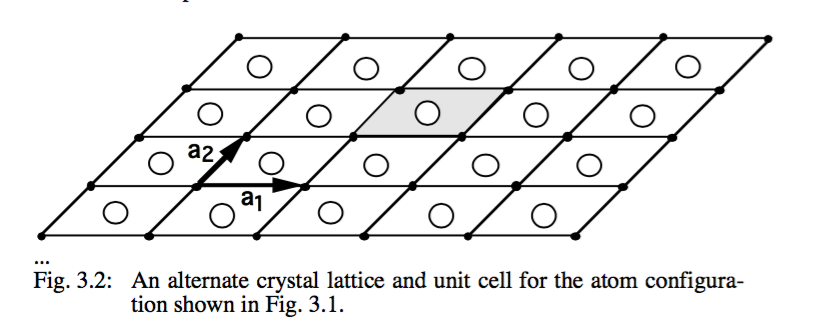 a2
a1
...
Fig. 3.2: An alternate crystal lattice and unit cell for the atom configura-
tion shown in Fig. 3.1.